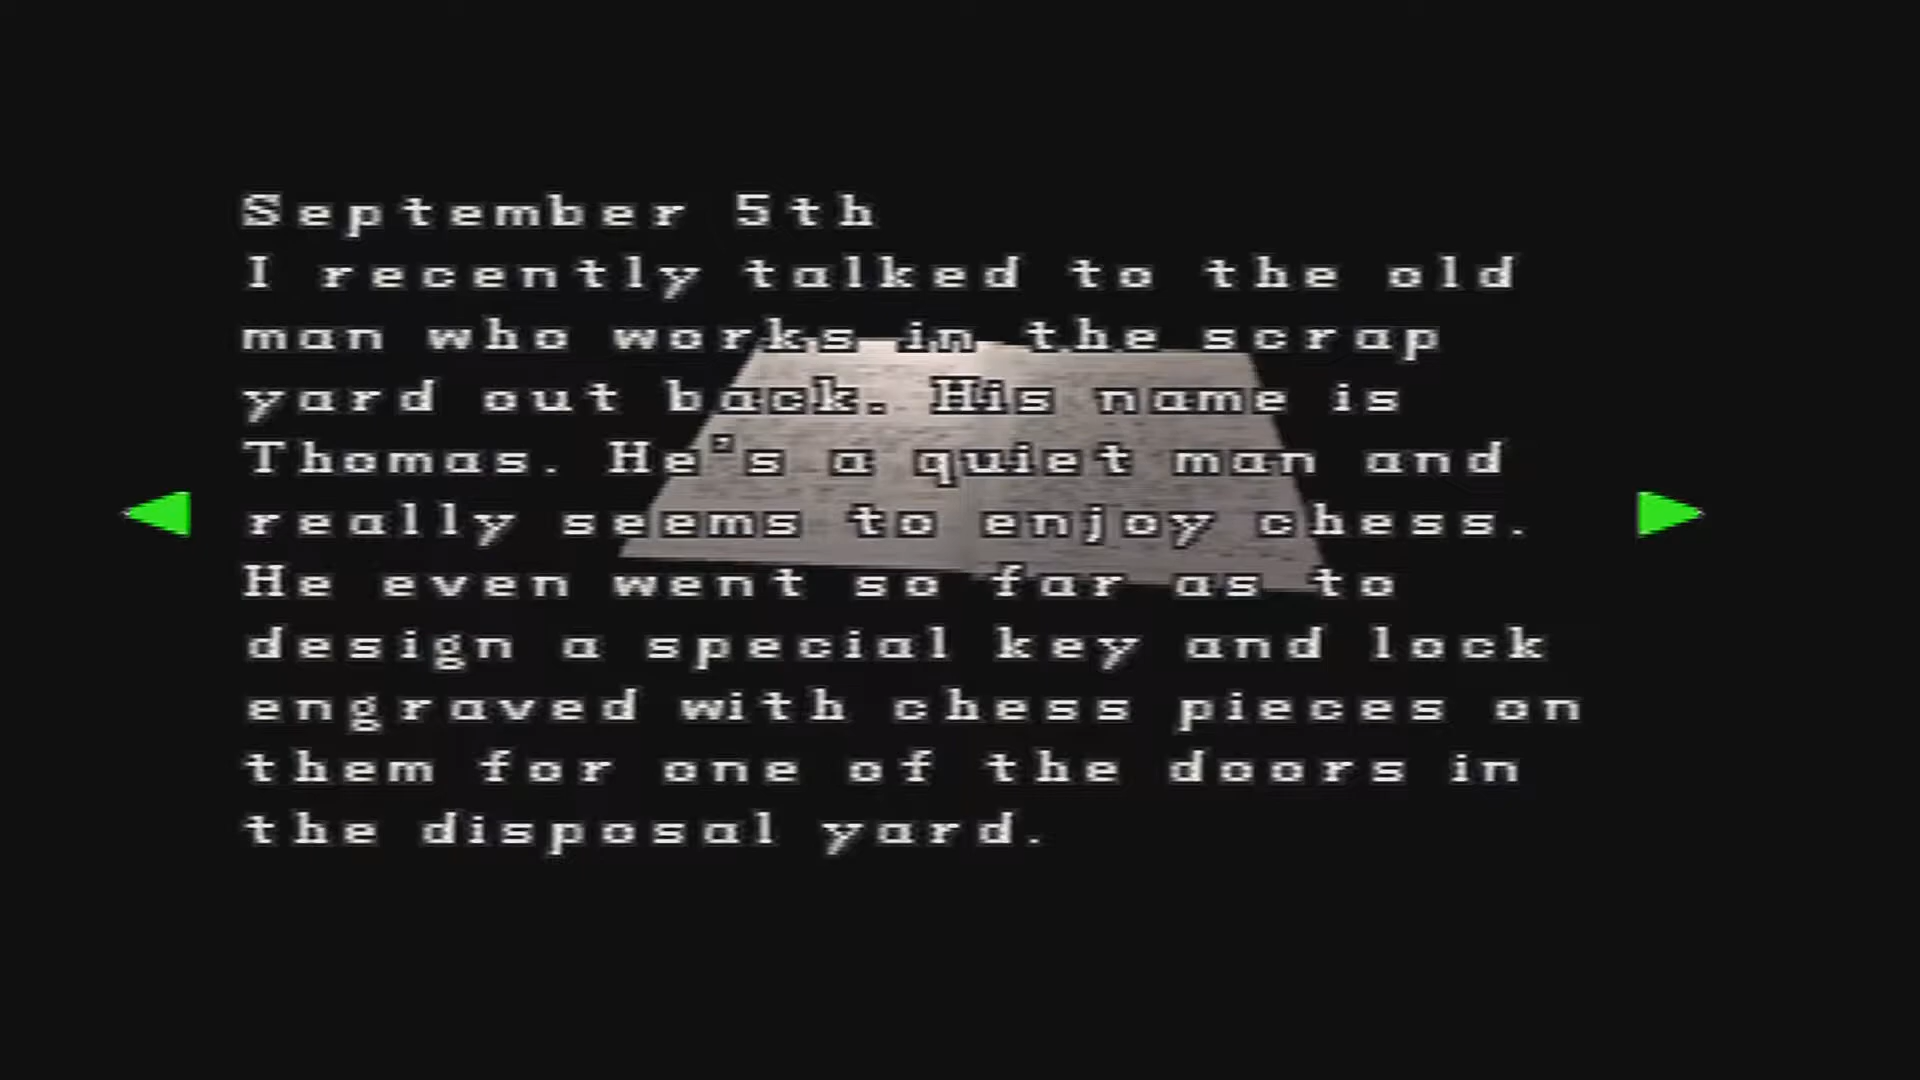 September 5th
I recently talked to the old
man who works in the scrap
yard out back. His name is
Thomas. He's a quiet man and
really seems to enjoy chess.
He even went so far as to
design a special key and lock
engraved with chess pieces on
them for one of the doors in
the disposal yard.